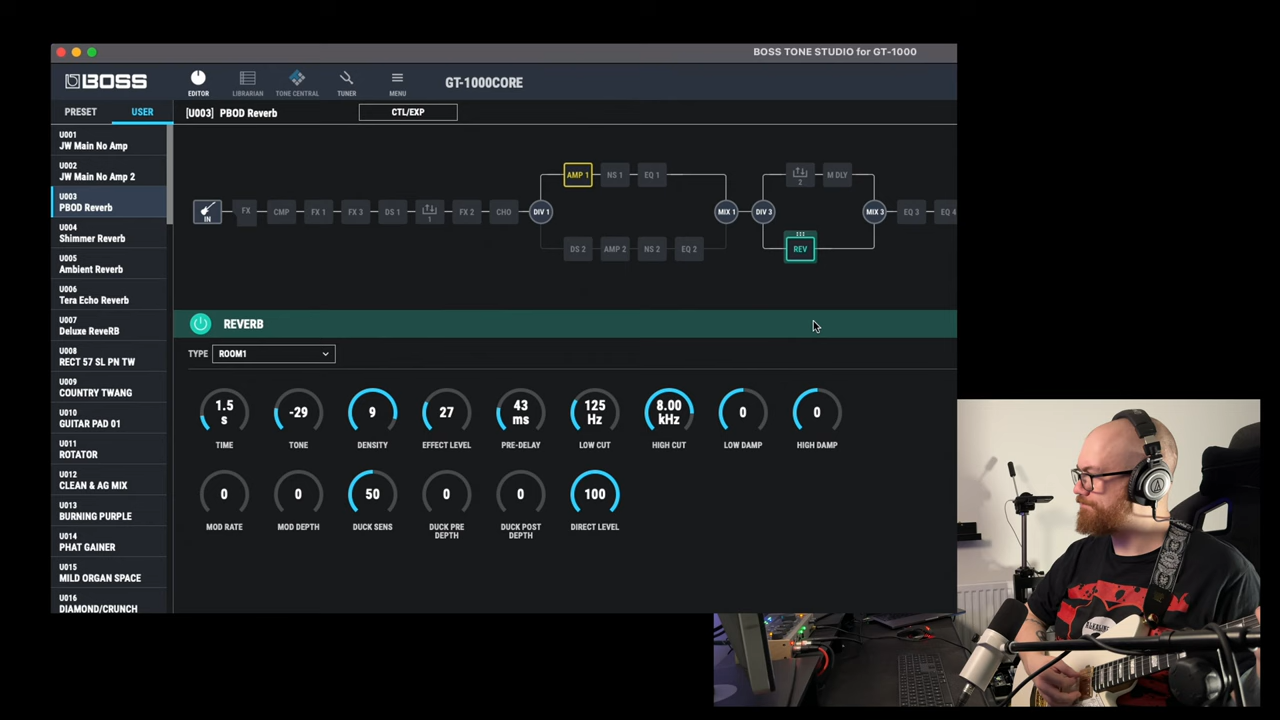 BOSS TONE STUDIO for GT-1000
BOSS
EDITOR
LIBRARIAN
TONE CENTRAL
TUNER
MENU
GT-1000CORE
PRESET
USER
[U003] PBOD Reverb
CTL/EXP
U001
JW Main No Amp
U002
JW Main No Amp 2
U003
PBOD Reverb
U004
Shimmer Reverb
U005
Ambient Reverb
U006
Tera Echo Reverb
U007
Deluxe ReveRB
U008
RECT 57 SL PN TW
U009
COUNTRY TWANG
U010
GUITAR PAD 01
U011
ROTATOR
U012
CLEAN & AG MIX
U013
BURNING PURPLE
U014
PHAT GAINER
U015
MILD ORGAN SPACE
U016
DIAMOND/CRUNCH
AMP 1
NS 1
EQ 1
2
M DLY
IN
FX
CMP
FX 1
FX 3
DS 1
1
FX 2
CHO
DIV 1
MIX 1
DIV 3
MIX 3
EQ 3
EQ 4
DS 2
AMP 2
NS 2
EQ 2
REV
REVERB
TYPE
ROOM1
1.5
s
-29
9
27
43
ms
125
Hz
8.00
kHz
0
0
TIME
TONE
DENSITY
EFFECT LEVEL
PRE-DELAY
LOW CUT
HIGH CUT
LOW DAMP
HIGH DAMP
0
0
50
0
0
100
MOD RATE
MOD DEPTH
DUCK SENS
DUCK PRE
DEPTH
DUCK POST
DEPTH
DIRECT LEVEL